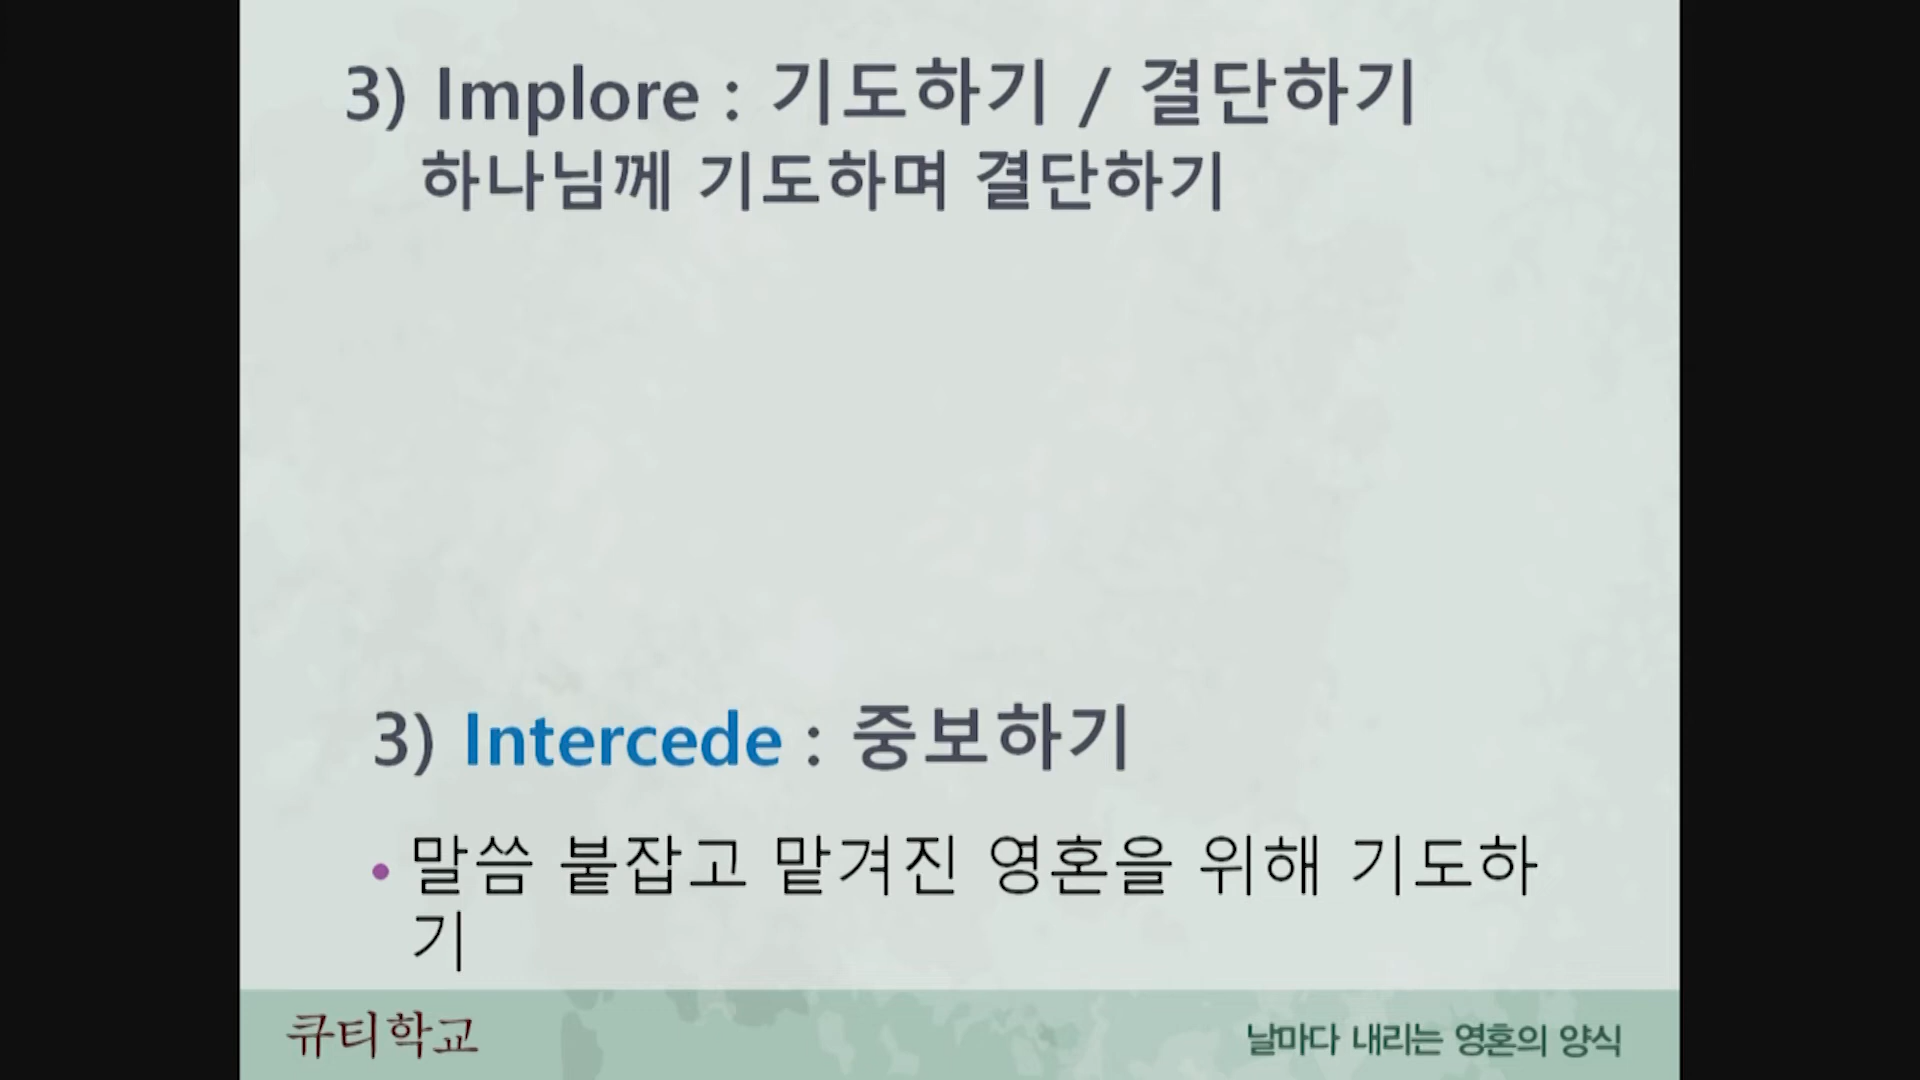 3) Implore : 기도하기 / 결단하기
하나님께 기도하며 결단하기
3) Intercede : 중보하기
• 말씀 붙잡고 맡겨진 영혼을 위해 기도하
기
큐티학교
날마다 내리는 영혼의 양식